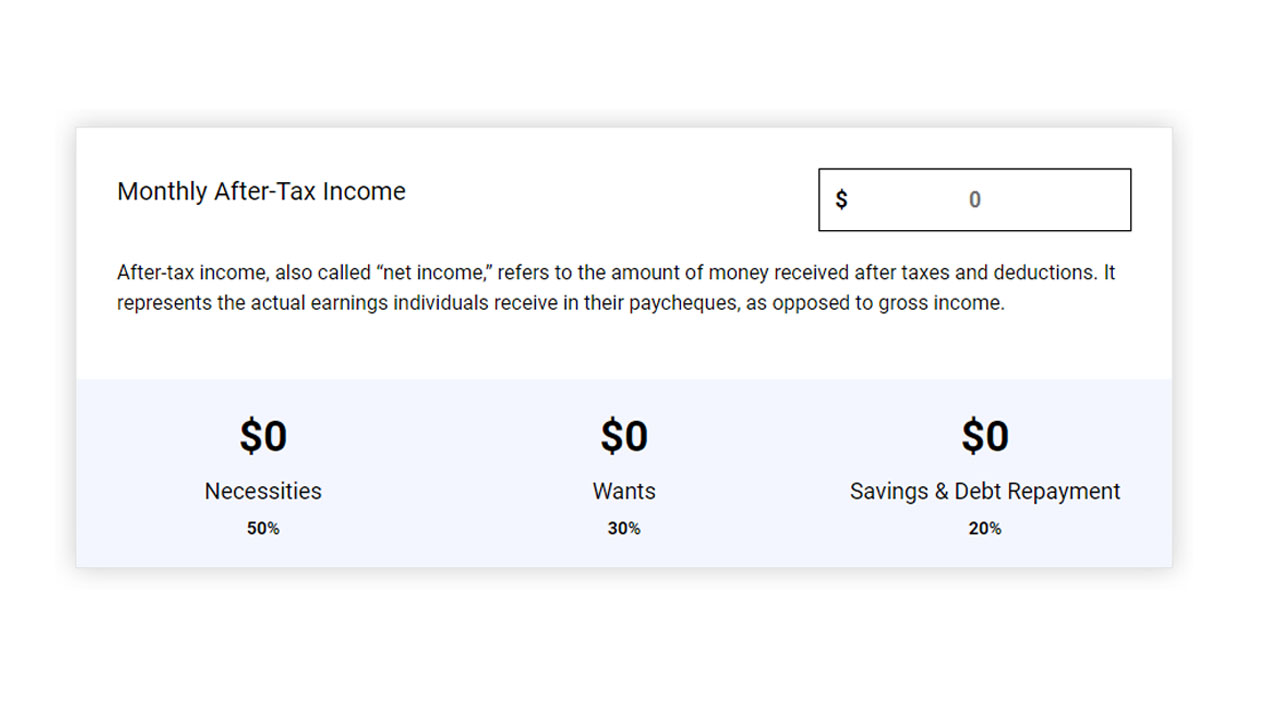 Monthly After-Tax Income
$ 0
After-tax income, also called “net income,” refers to the amount of money received after taxes and deductions. It
represents the actual earnings individuals receive in their paycheques, as opposed to gross income.
$0 $0 $0
Necessities Wants Savings & Debt Repayment
50% 30% 20%